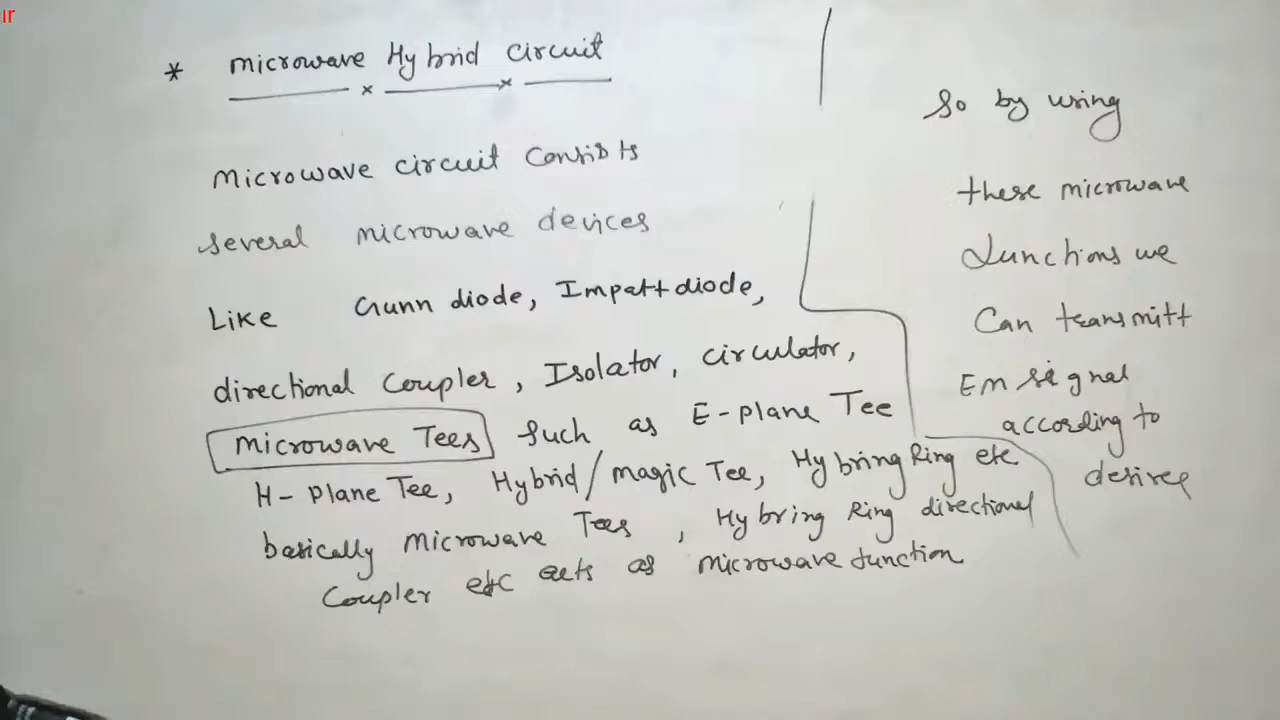 ır
* microwave Hybrid Circuit
microwave circuit Consists
several microwave devices
Like Gunn diode, Impatt diode,
directional Coupler, Isolator, circulator,
microwave Tees such as E-plane Tee
H-plane Tee, Hybrid/magic Tee, Hybring Ring etc
basically microwave Tees, Hybring Ring directional
Coupler etc acts as microwave Junction
So by using
these microwave
Junctions we
Can transmitt
Em signal
according to
desiree